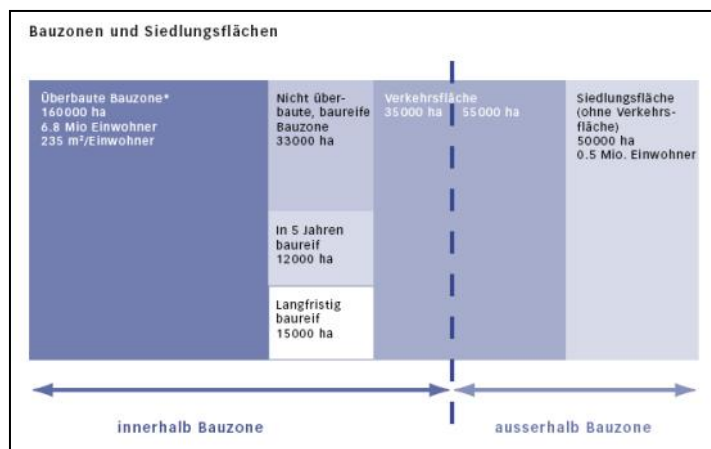 Bauzonen und Siedlungsflächen
Überbaute Bauzone*
160000 ha
6.8 Mio Einwohner
235 m²/Einwohner
Nicht über-
baute, baureife
Bauzone
33000 ha
In 5 Jahren
baureif
12000 ha
Langfristig
baureif
15000 ha
Verkehrsfläche
35000 ha
55000 ha
Siedlungsfläche
(ohne Verkehrs-
fläche)
50000 ha
0.5 Mio. Einwohner
innerhalb Bauzone
ausserhalb Bauzone